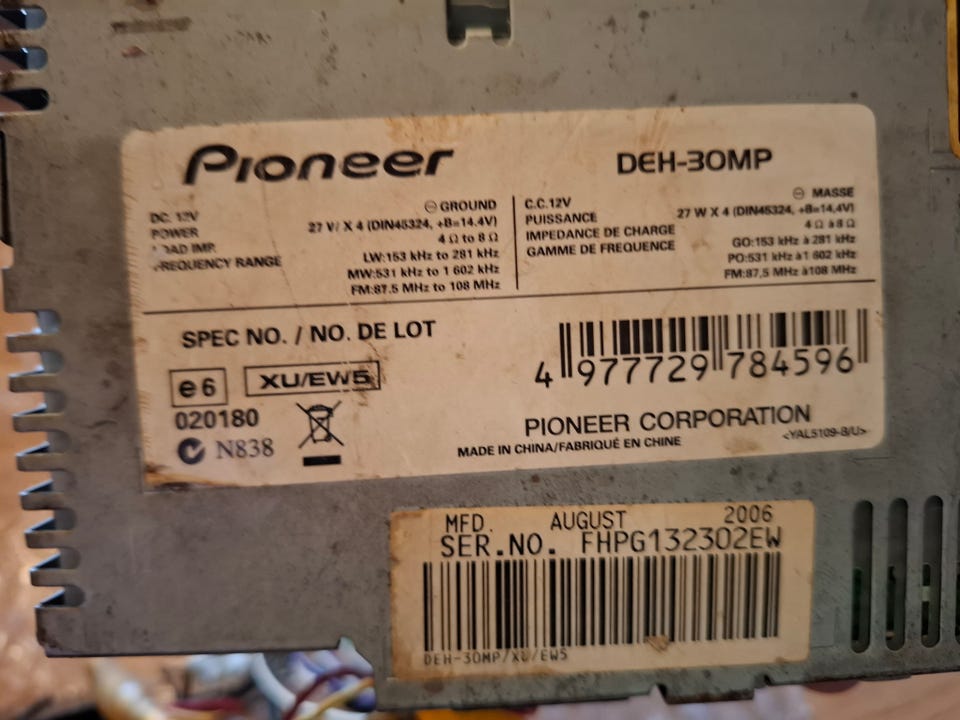 Pioneer
DEH-30MP
DC. 12V ⊖ GROUND
POWER 27 W X 4 (DIN45324, +B=14.4V)
LOAD IMP. 4 Ω to 8 Ω
FREQUENCY RANGE LW:153 kHz to 281 kHz
MW:531 kHz to 1 602 kHz
FM:87.5 MHz to 108 MHz
C.C.12V ⊖ MASSE
PUISSANCE 27 W X 4 (DIN45324, +B=14,4V)
IMPEDANCE DE CHARGE 4 Ω à 8 Ω
GAMME DE FREQUENCE GO:153 kHz à 281 kHz
PO:531 kHz à 1 602 kHz
FM:87,5 MHz à 108 MHz
SPEC NO. / NO. DE LOT
e6 XU/EW5
020180
N838
4 977729 784596
PIONEER CORPORATION
MADE IN CHINA/FABRIQUÉ EN CHINE <YAL5109-B/U>
MFD. AUGUST 2006
SER.NO. FHPG132302EW
DEH-30MP/XU/EW5